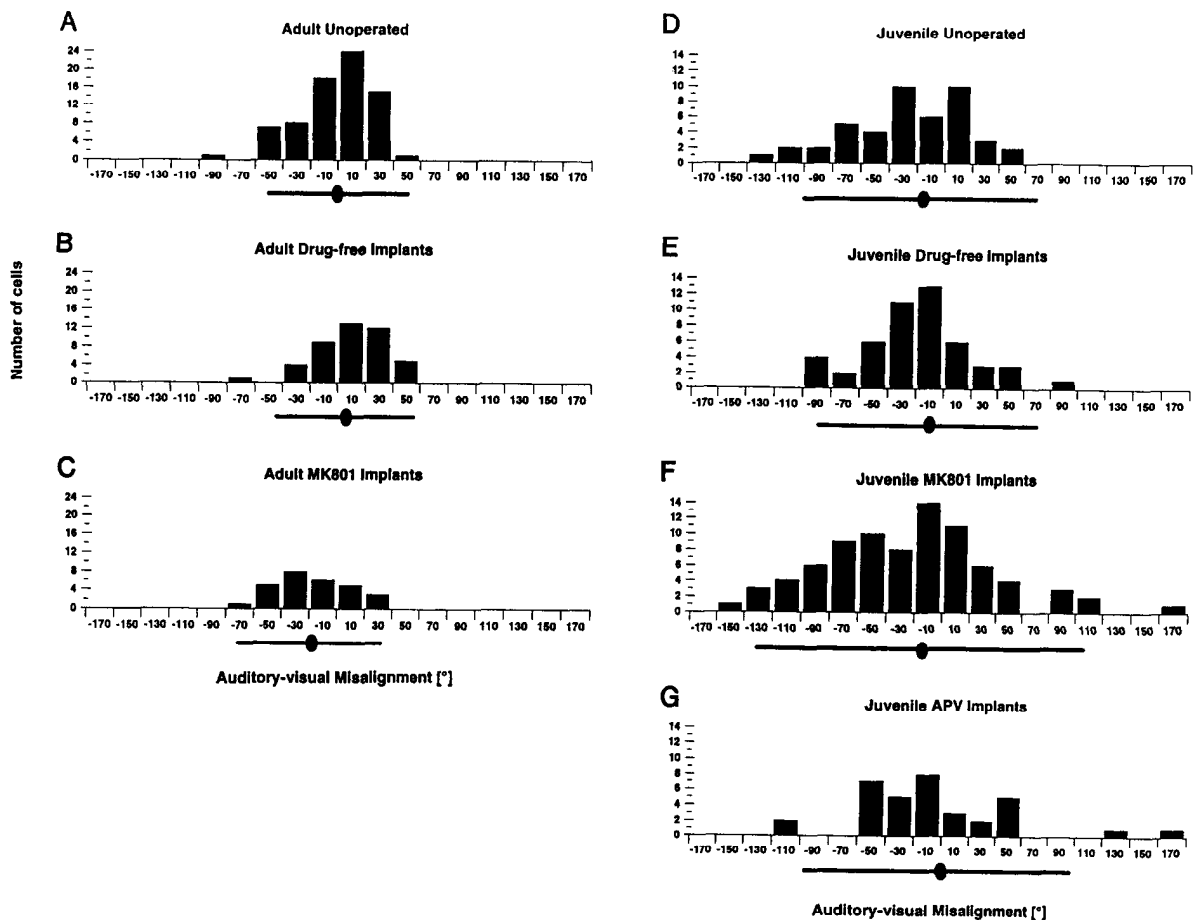 A
Adult Unoperated
24
20
16
12
8
4
0
-170 -150 -130 -110 -90 -70 -50 -30 -10 10 30 50 70 90 110 130 150 170
B
Adult Drug-free Implants
24
20
16
12
8
4
0
-170 -150 -130 -110 -90 -70 -50 -30 -10 10 30 50 70 90 110 130 150 170
C
Adult MK801 Implants
24
20
16
12
8
4
0
-170 -150 -130 -110 -90 -70 -50 -30 -10 10 30 50 70 90 110 130 150 170
Auditory-visual Misalignment [°]
Number of cells
D
Juvenile Unoperated
14
12
10
8
6
4
2
0
-170 -150 -130 -110 -90 -70 -50 -30 -10 10 30 50 70 90 110 130 150 170
E
Juvenile Drug-free Implants
14
12
10
8
6
4
2
0
-170 -150 -130 -110 -90 -70 -50 -30 -10 10 30 50 70 90 110 130 150 170
F
Juvenile MK801 Implants
14
12
10
8
6
4
2
0
-170 -150 -130 -110 -90 -70 -50 -30 -10 10 30 50 70 90 110 130 150 170
G
Juvenile APV Implants
14
12
10
8
6
4
2
0
-170 -150 -130 -110 -90 -70 -50 -30 -10 10 30 50 70 90 110 130 150 170
Auditory-visual Misalignment [°]